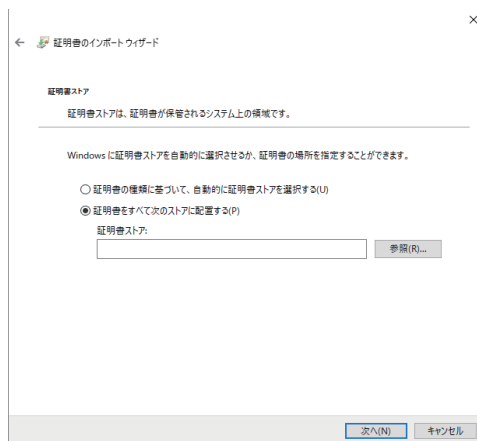 証明書のインポート ウィザード
証明書ストア
証明書ストアは、証明書が保管されるシステム上の領域です。
Windows に証明書ストアを自動的に選択させるか、証明書の場所を指定することができます。
証明書の種類に基づいて、自動的に証明書ストアを選択する(U)
証明書をすべて次のストアに配置する(P)
証明書ストア:
参照(R)...
次へ(N) キャンセル